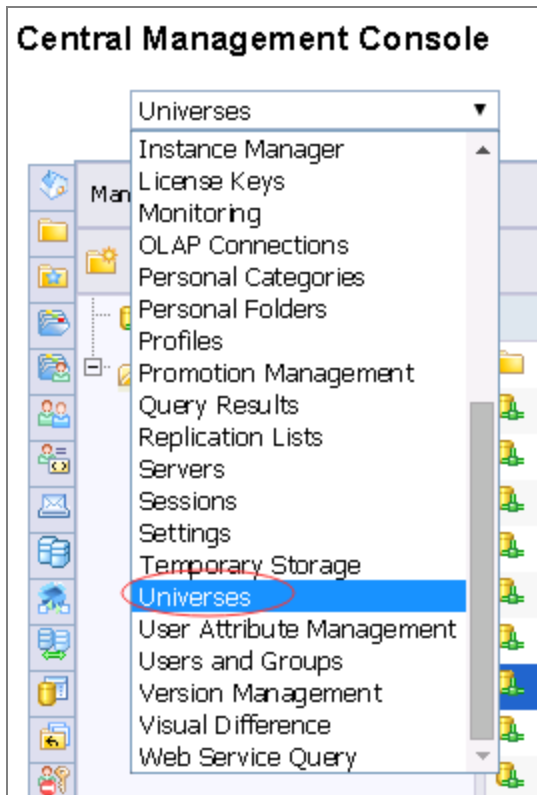 Central Management Console
Universes
Instance Manager
License Keys
Man
Monitoring
OLAP Connections
Personal Categories
Personal Folders
Profiles
Promotion Management
Query Results
Replication Lists
Servers
Sessions
Settings
Temporary Storage
Universes
User Attribute Management
Users and Groups
Version Management
Visual Difference
Web Service Query